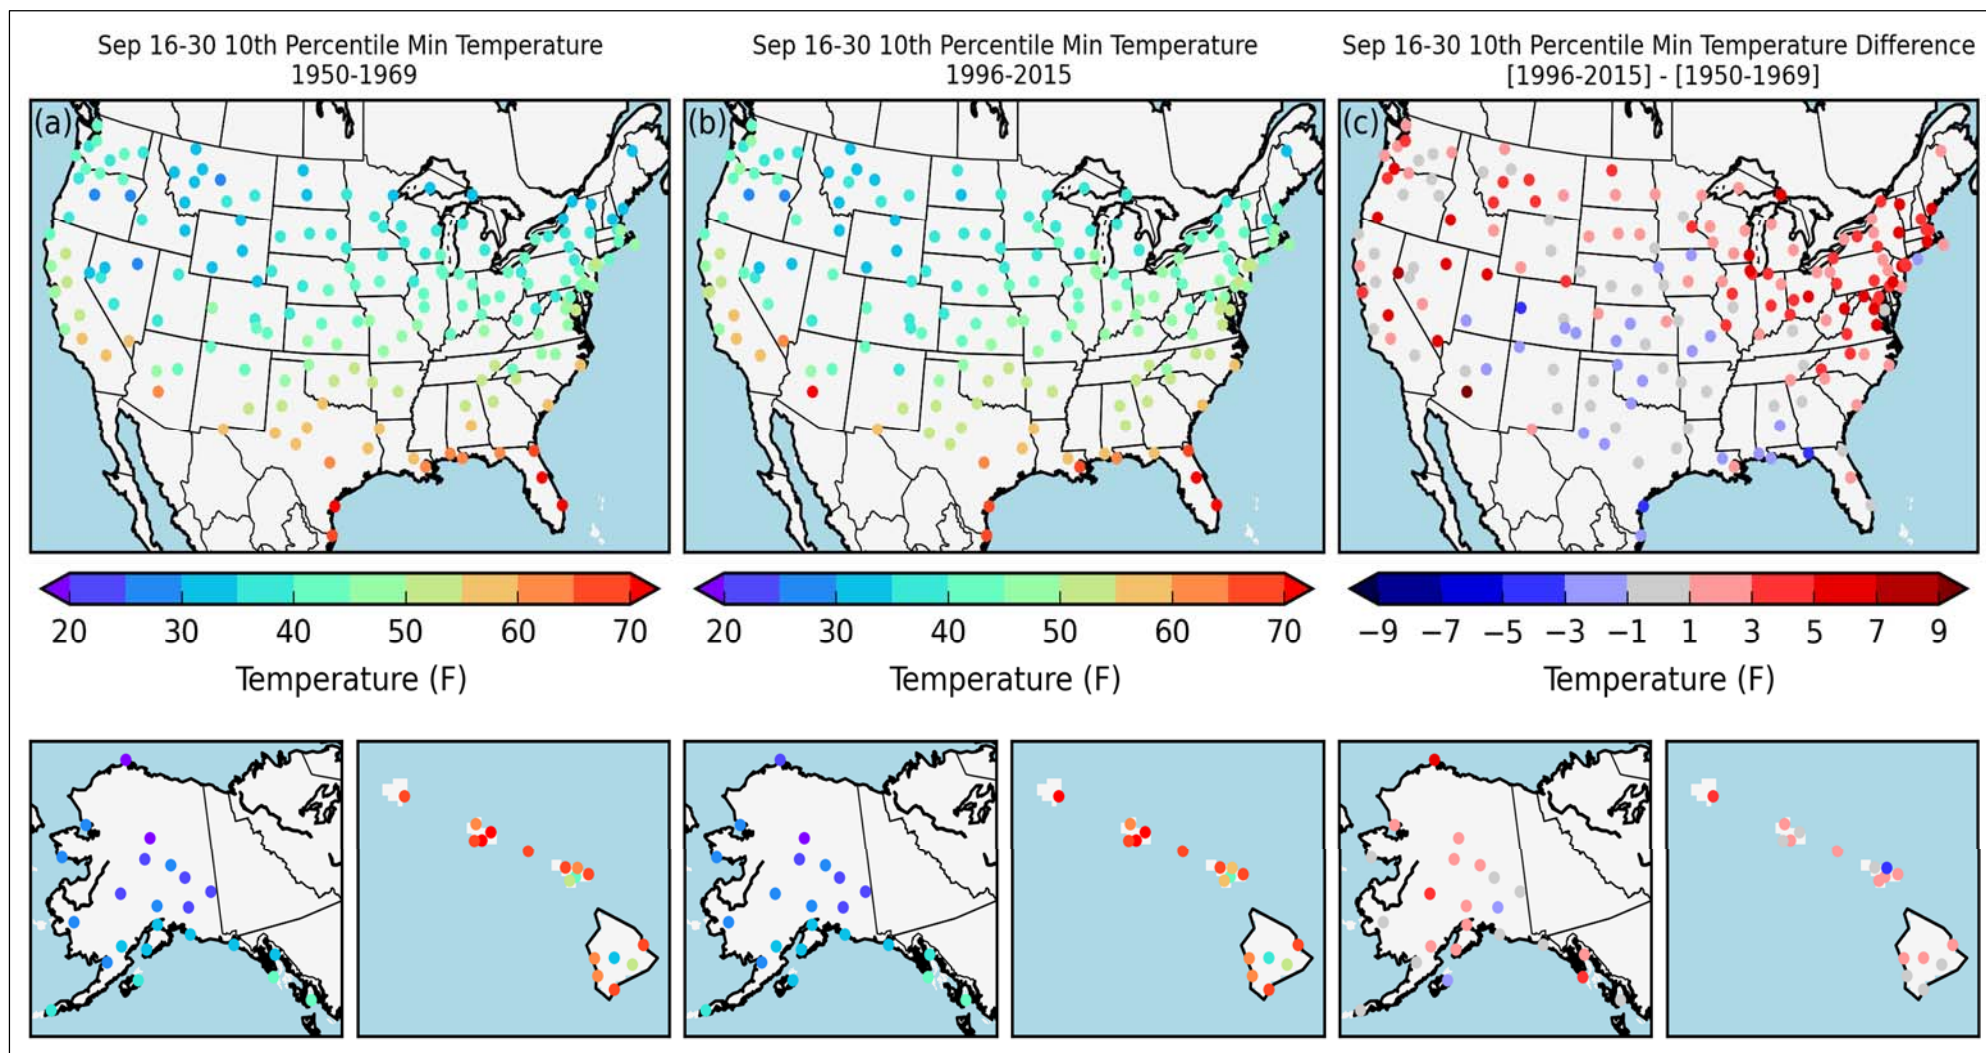 Sep 16-30 10th Percentile Min Temperature
1950-1969
Sep 16-30 10th Percentile Min Temperature
1996-2015
Sep 16-30 10th Percentile Min Temperature Difference
[1996-2015] - [1950-1969]
(a)
(b)
(c)
20 30 40 50 60 70
Temperature (F)
20 30 40 50 60 70
Temperature (F)
−9 −7 −5 −3 −1 1 3 5 7 9
Temperature (F)